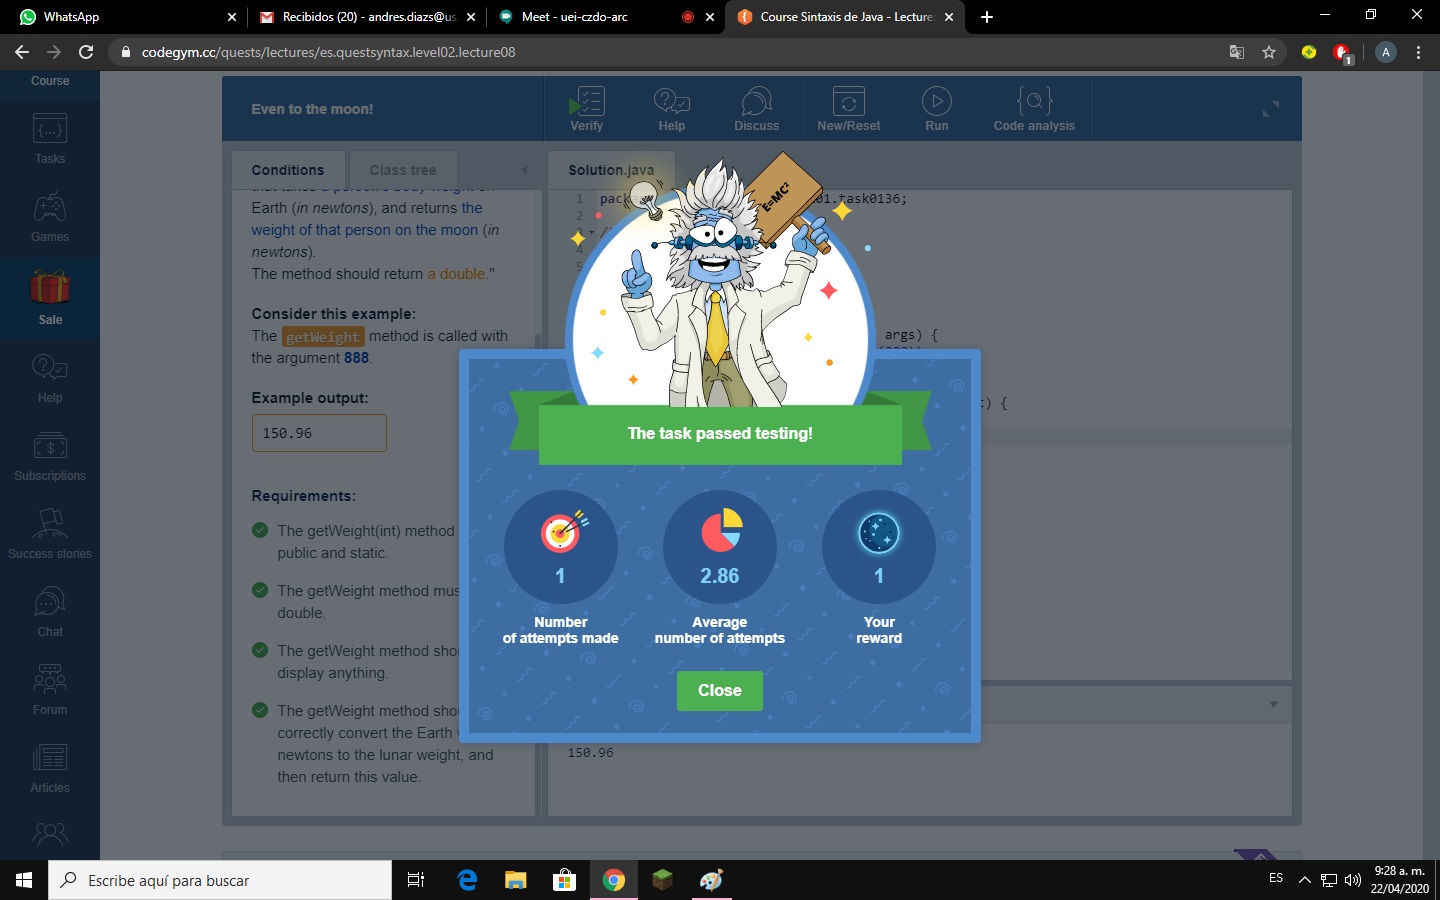 WhatsApp
Recibidos (20) - andres.diazs@us
Meet - uei-czdo-arc
Course Sintaxis de Java - Lecture
codegym.cc/quests/lectures/es.questsyntax.level02.lecture08
A
1
Course
Tasks
Games
Sale
Help
Subscriptions
Success stories
Chat
Forum
Articles
Even to the moon!
Verify
Help
Discuss
New/Reset
Run
Code analysis
Conditions
Class tree
Solution.java
Earth (in newtons), and returns the
weight of that person on the moon (in
newtons).
The method should return a double."
Consider this example:
The getWeight method is called with
the argument 888.
Example output:
150.96
Requirements:
The getWeight(int) method
public and static.
The getWeight method mus
double.
The getWeight method sho
display anything.
The getWeight method sho
correctly convert the Earth
newtons to the lunar weight, and
then return this value.
1 pack 01.task0136;
2
3
4
5
args) {
) {
E=MC²
The task passed testing!
1
Number
of attempts made
2.86
Average
number of attempts
1
Your
reward
Close
150.96
Escribe aquí para buscar
ES
9:28 a. m.
22/04/2020